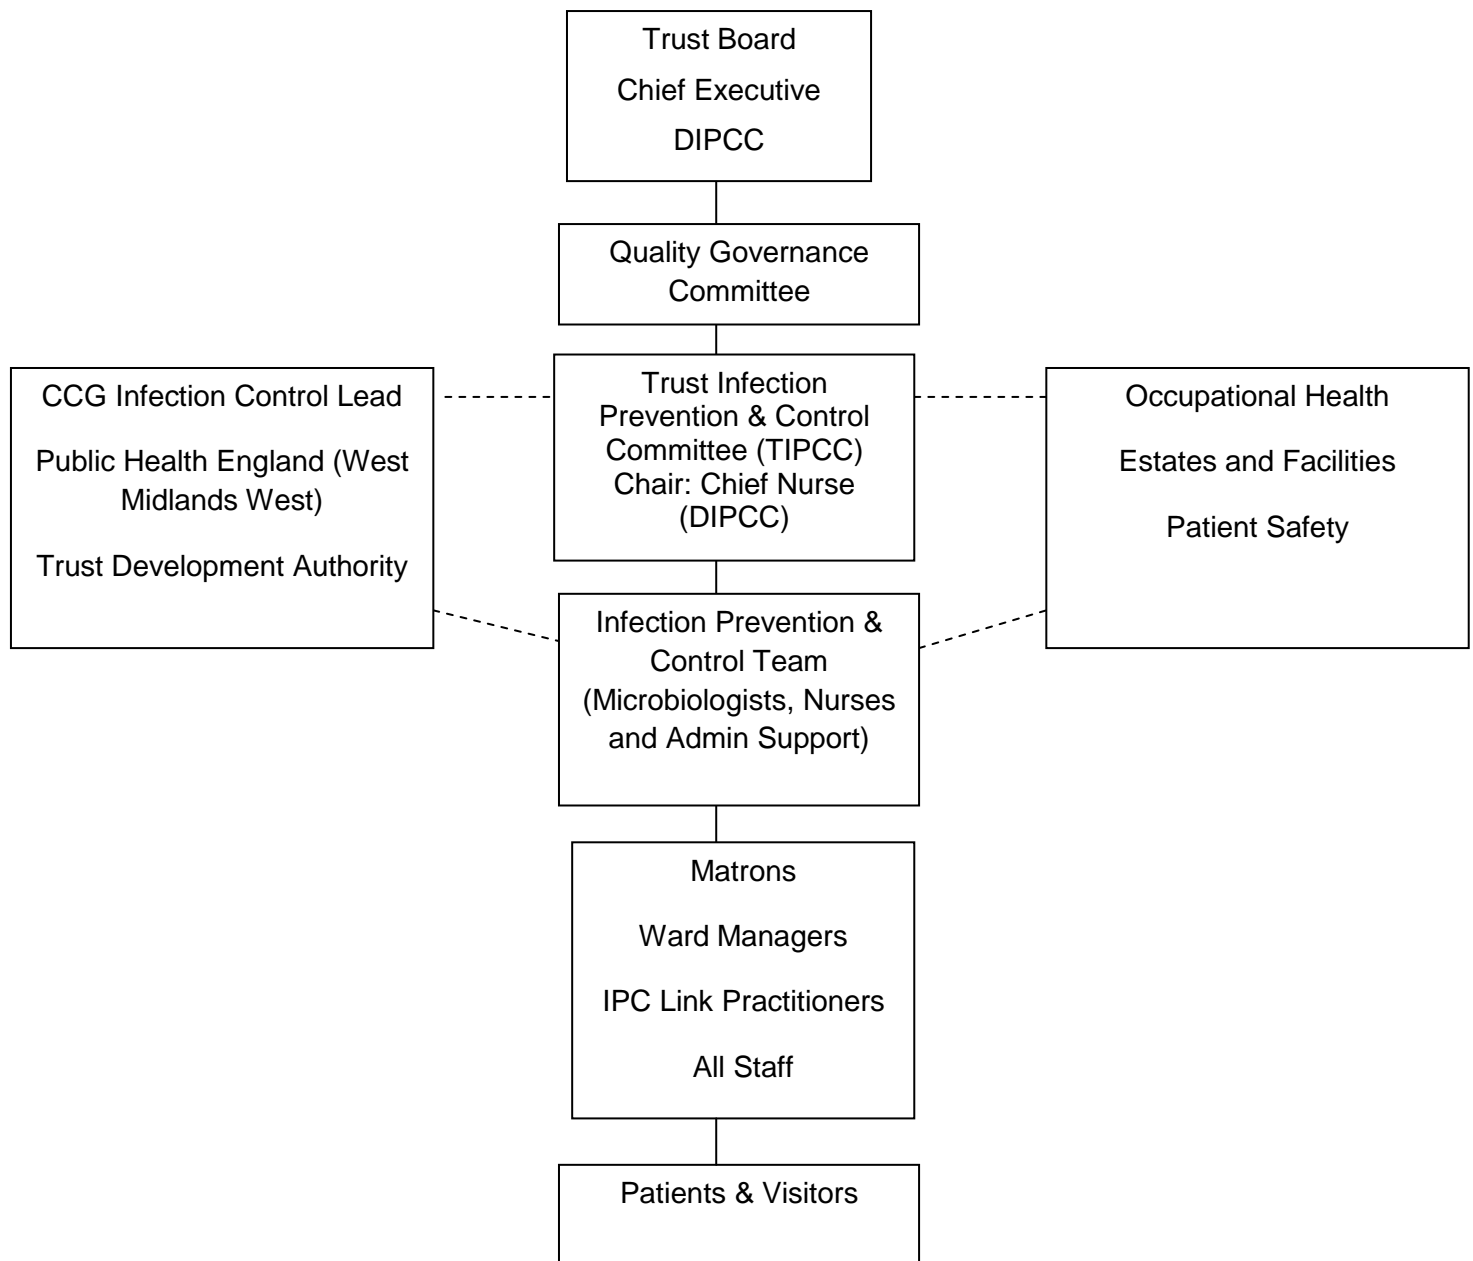 Trust Board
Chief Executive
DIPCC
Quality Governance
Committee
CCG Infection Control Lead
Public Health England (West
Midlands West)
Trust Development Authority
Trust Infection
Prevention & Control
Committee (TIPCC)
Chair: Chief Nurse
(DIPCC)
Occupational Health
Estates and Facilities
Patient Safety
Infection Prevention &
Control Team
(Microbiologists, Nurses
and Admin Support)
Matrons
Ward Managers
IPC Link Practitioners
All Staff
Patients & Visitors